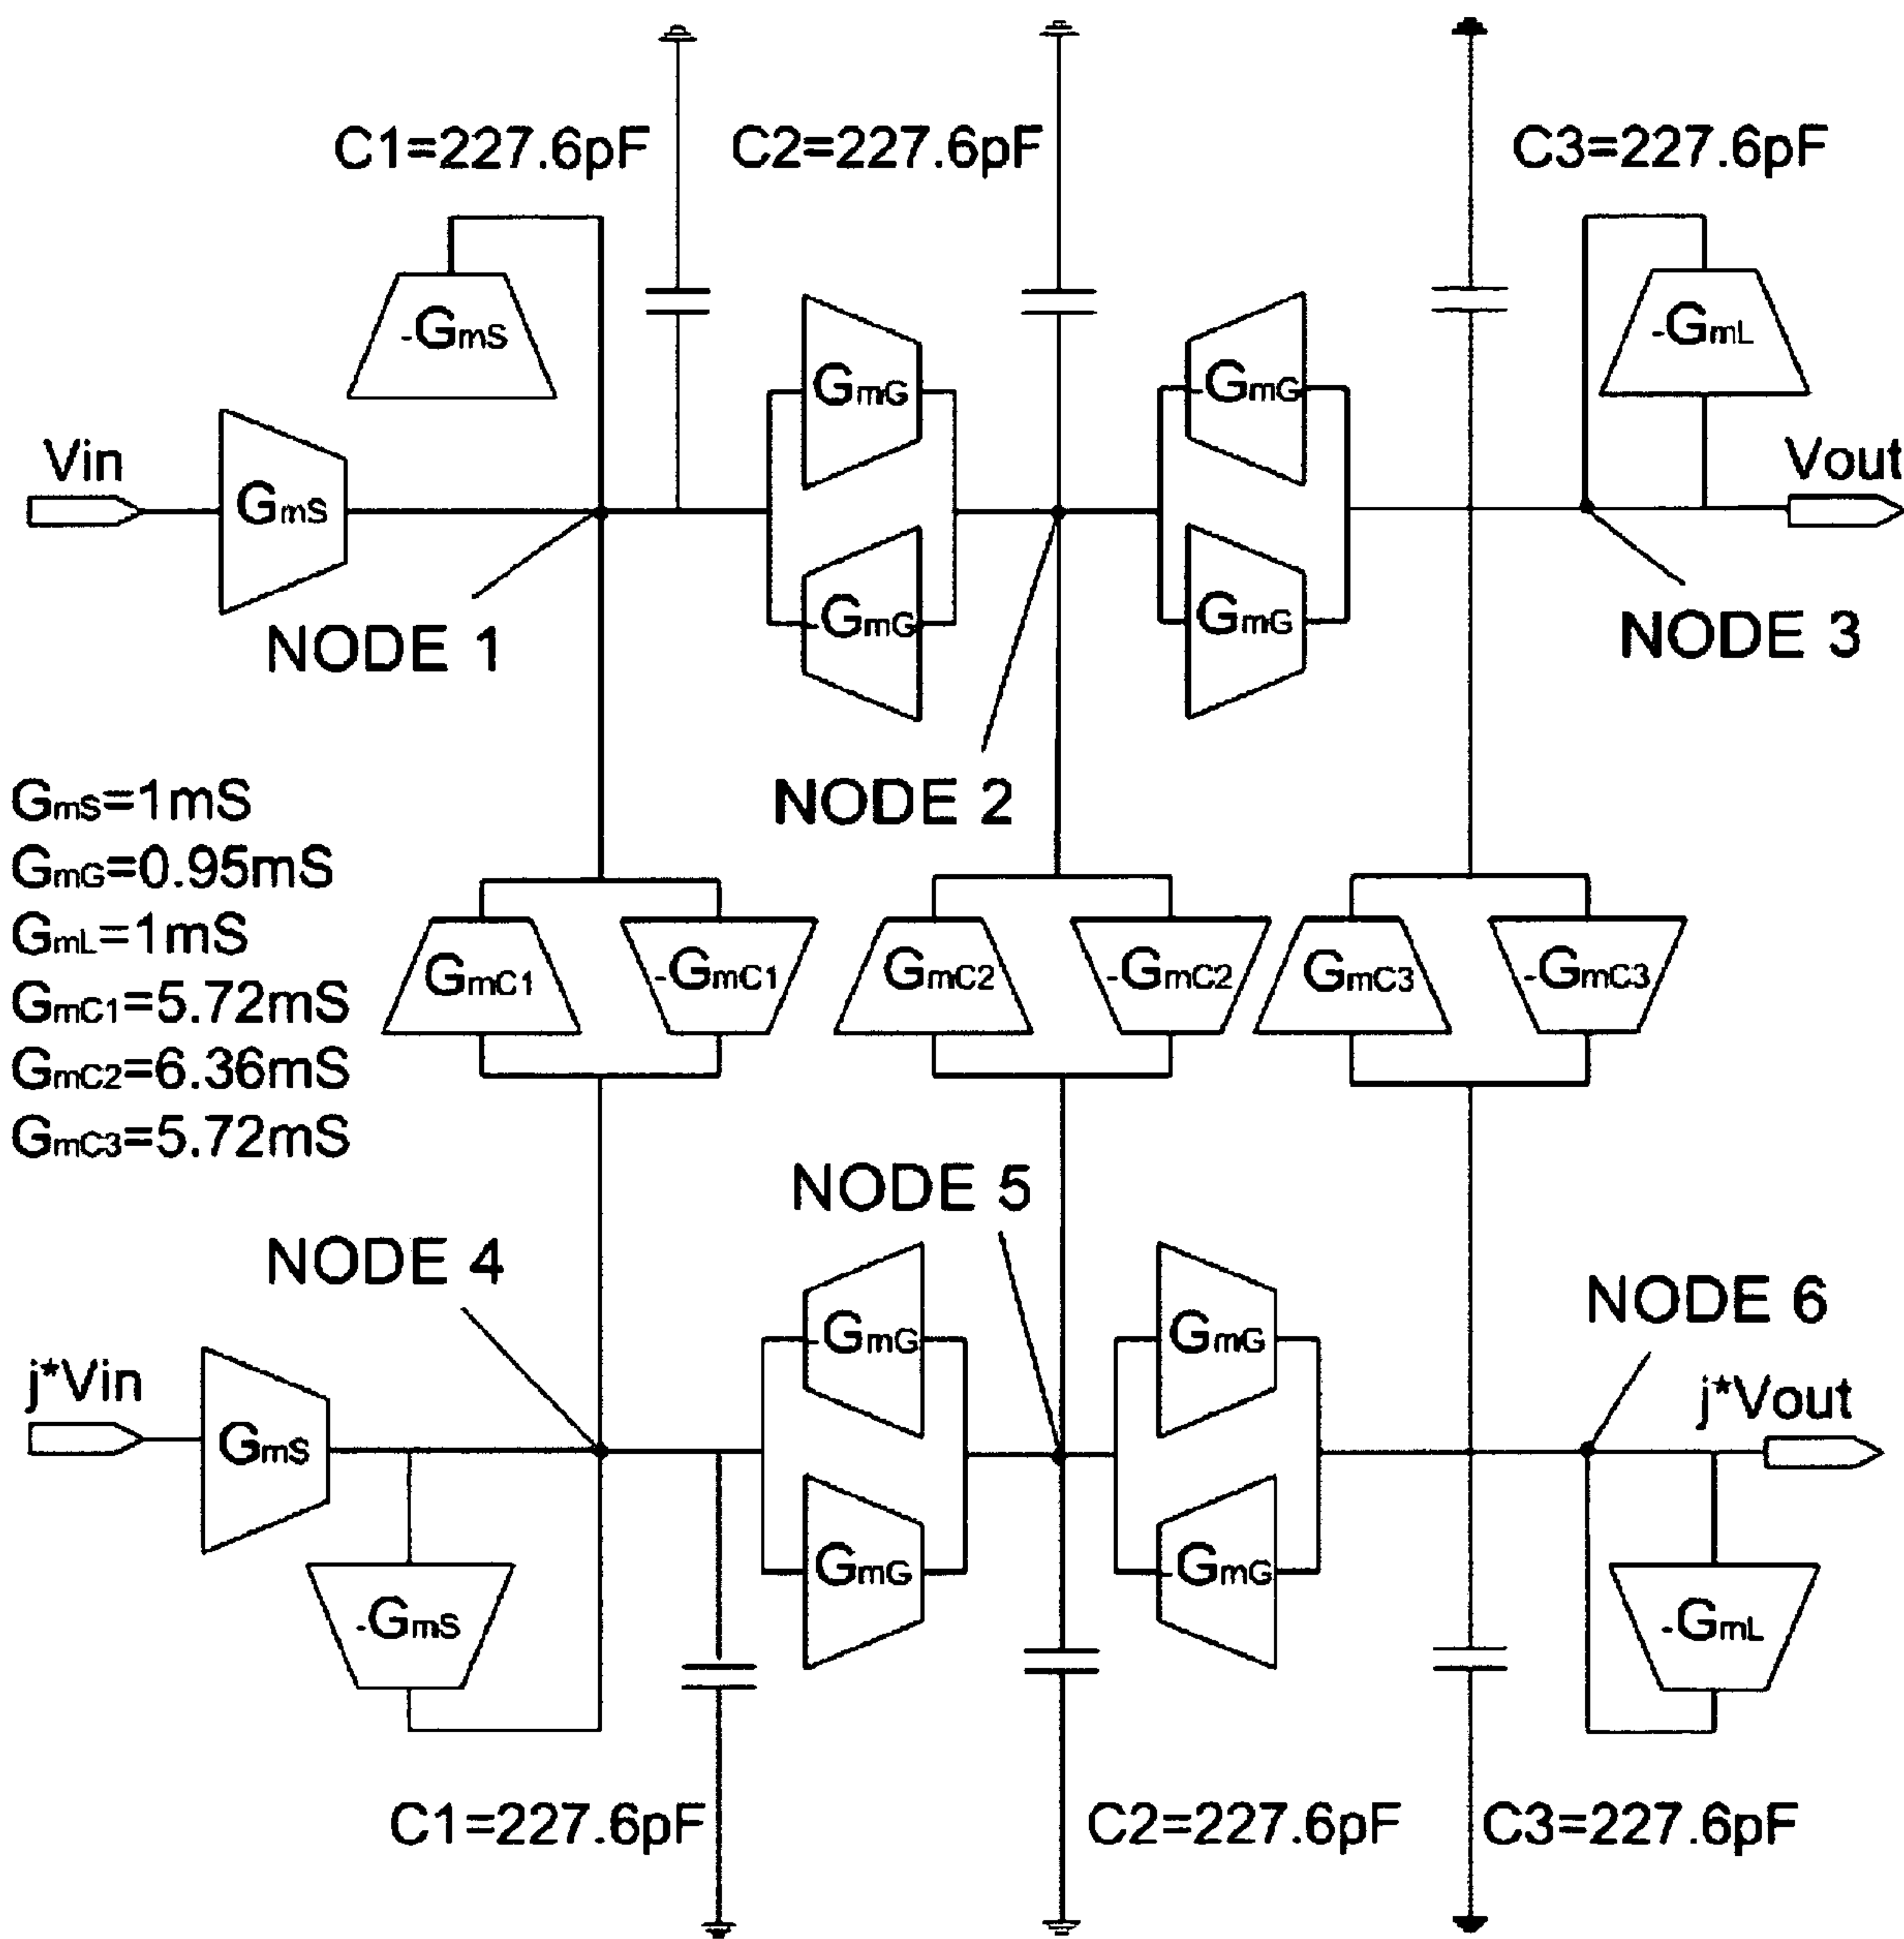 C1=227.6pF
C2=227.6pF
C3=227.6pF
-GmS
GmG
-GmG
-GmL
Vin
GmS
-GmG
GmG
Vout
NODE 1
NODE 3
NODE 2
GmS=1mS
GmG=0.95mS
GmL=1mS
GmC1=5.72mS
GmC2=6.36mS
GmC3=5.72mS
GmC1
-GmC1
GmC2
-GmC2
GmC3
-GmC3
NODE 5
NODE 4
NODE 6
j*Vin
GmS
-GmG
GmG
j*Vout
-GmS
GmG
-GmG
-GmL
C1=227.6pF
C2=227.6pF
C3=227.6pF